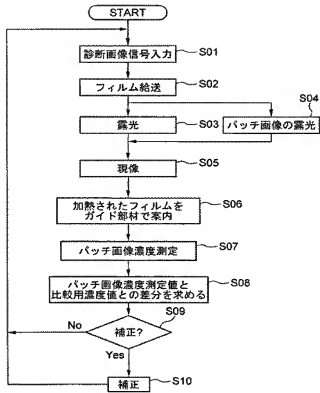 START
診断画像信号入力
S01
フィルム給送
S02
S04
露光
S03
パッチ画像の露光
現像
S05
加熱されたフィルムを
ガイド部材で案内
S06
パッチ画像濃度測定
S07
パッチ画像濃度測定値と
比較用濃度値との差分を求める
S08
S09
No
補正?
Yes
補正
S10